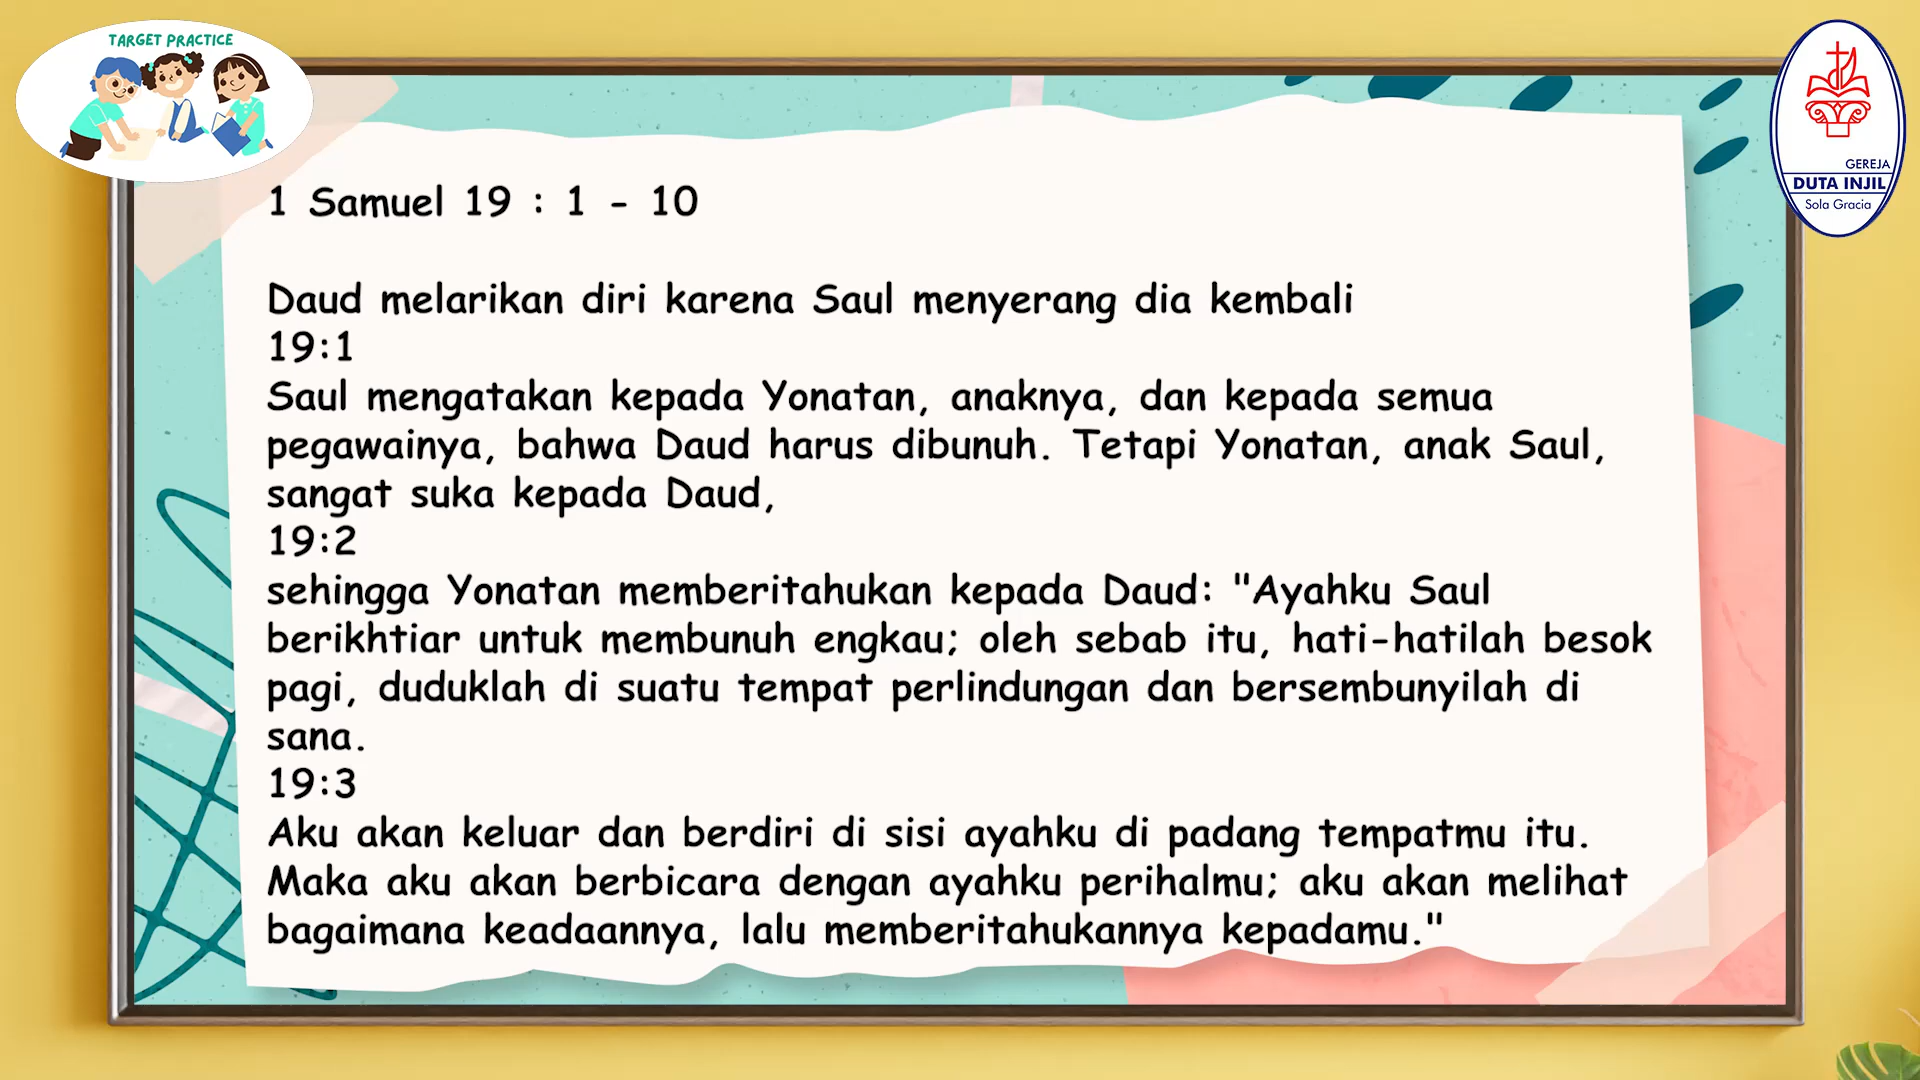 TARGET PRACTICE
GEREJA
DUTA INJIL
Sola Gracia
1 Samuel 19 : 1 - 10
Daud melarikan diri karena Saul menyerang dia kembali
19:1
Saul mengatakan kepada Yonatan, anaknya, dan kepada semua
pegawainya, bahwa Daud harus dibunuh. Tetapi Yonatan, anak Saul,
sangat suka kepada Daud,
19:2
sehingga Yonatan memberitahukan kepada Daud: "Ayahku Saul
berikhtiar untuk membunuh engkau; oleh sebab itu, hati-hatilah besok
pagi, duduklah di suatu tempat perlindungan dan bersembunyilah di
sana.
19:3
Aku akan keluar dan berdiri di sisi ayahku di padang tempatmu itu.
Maka aku akan berbicara dengan ayahku perihalmu; aku akan melihat
bagaimana keadaannya, lalu memberitahukannya kepadamu."